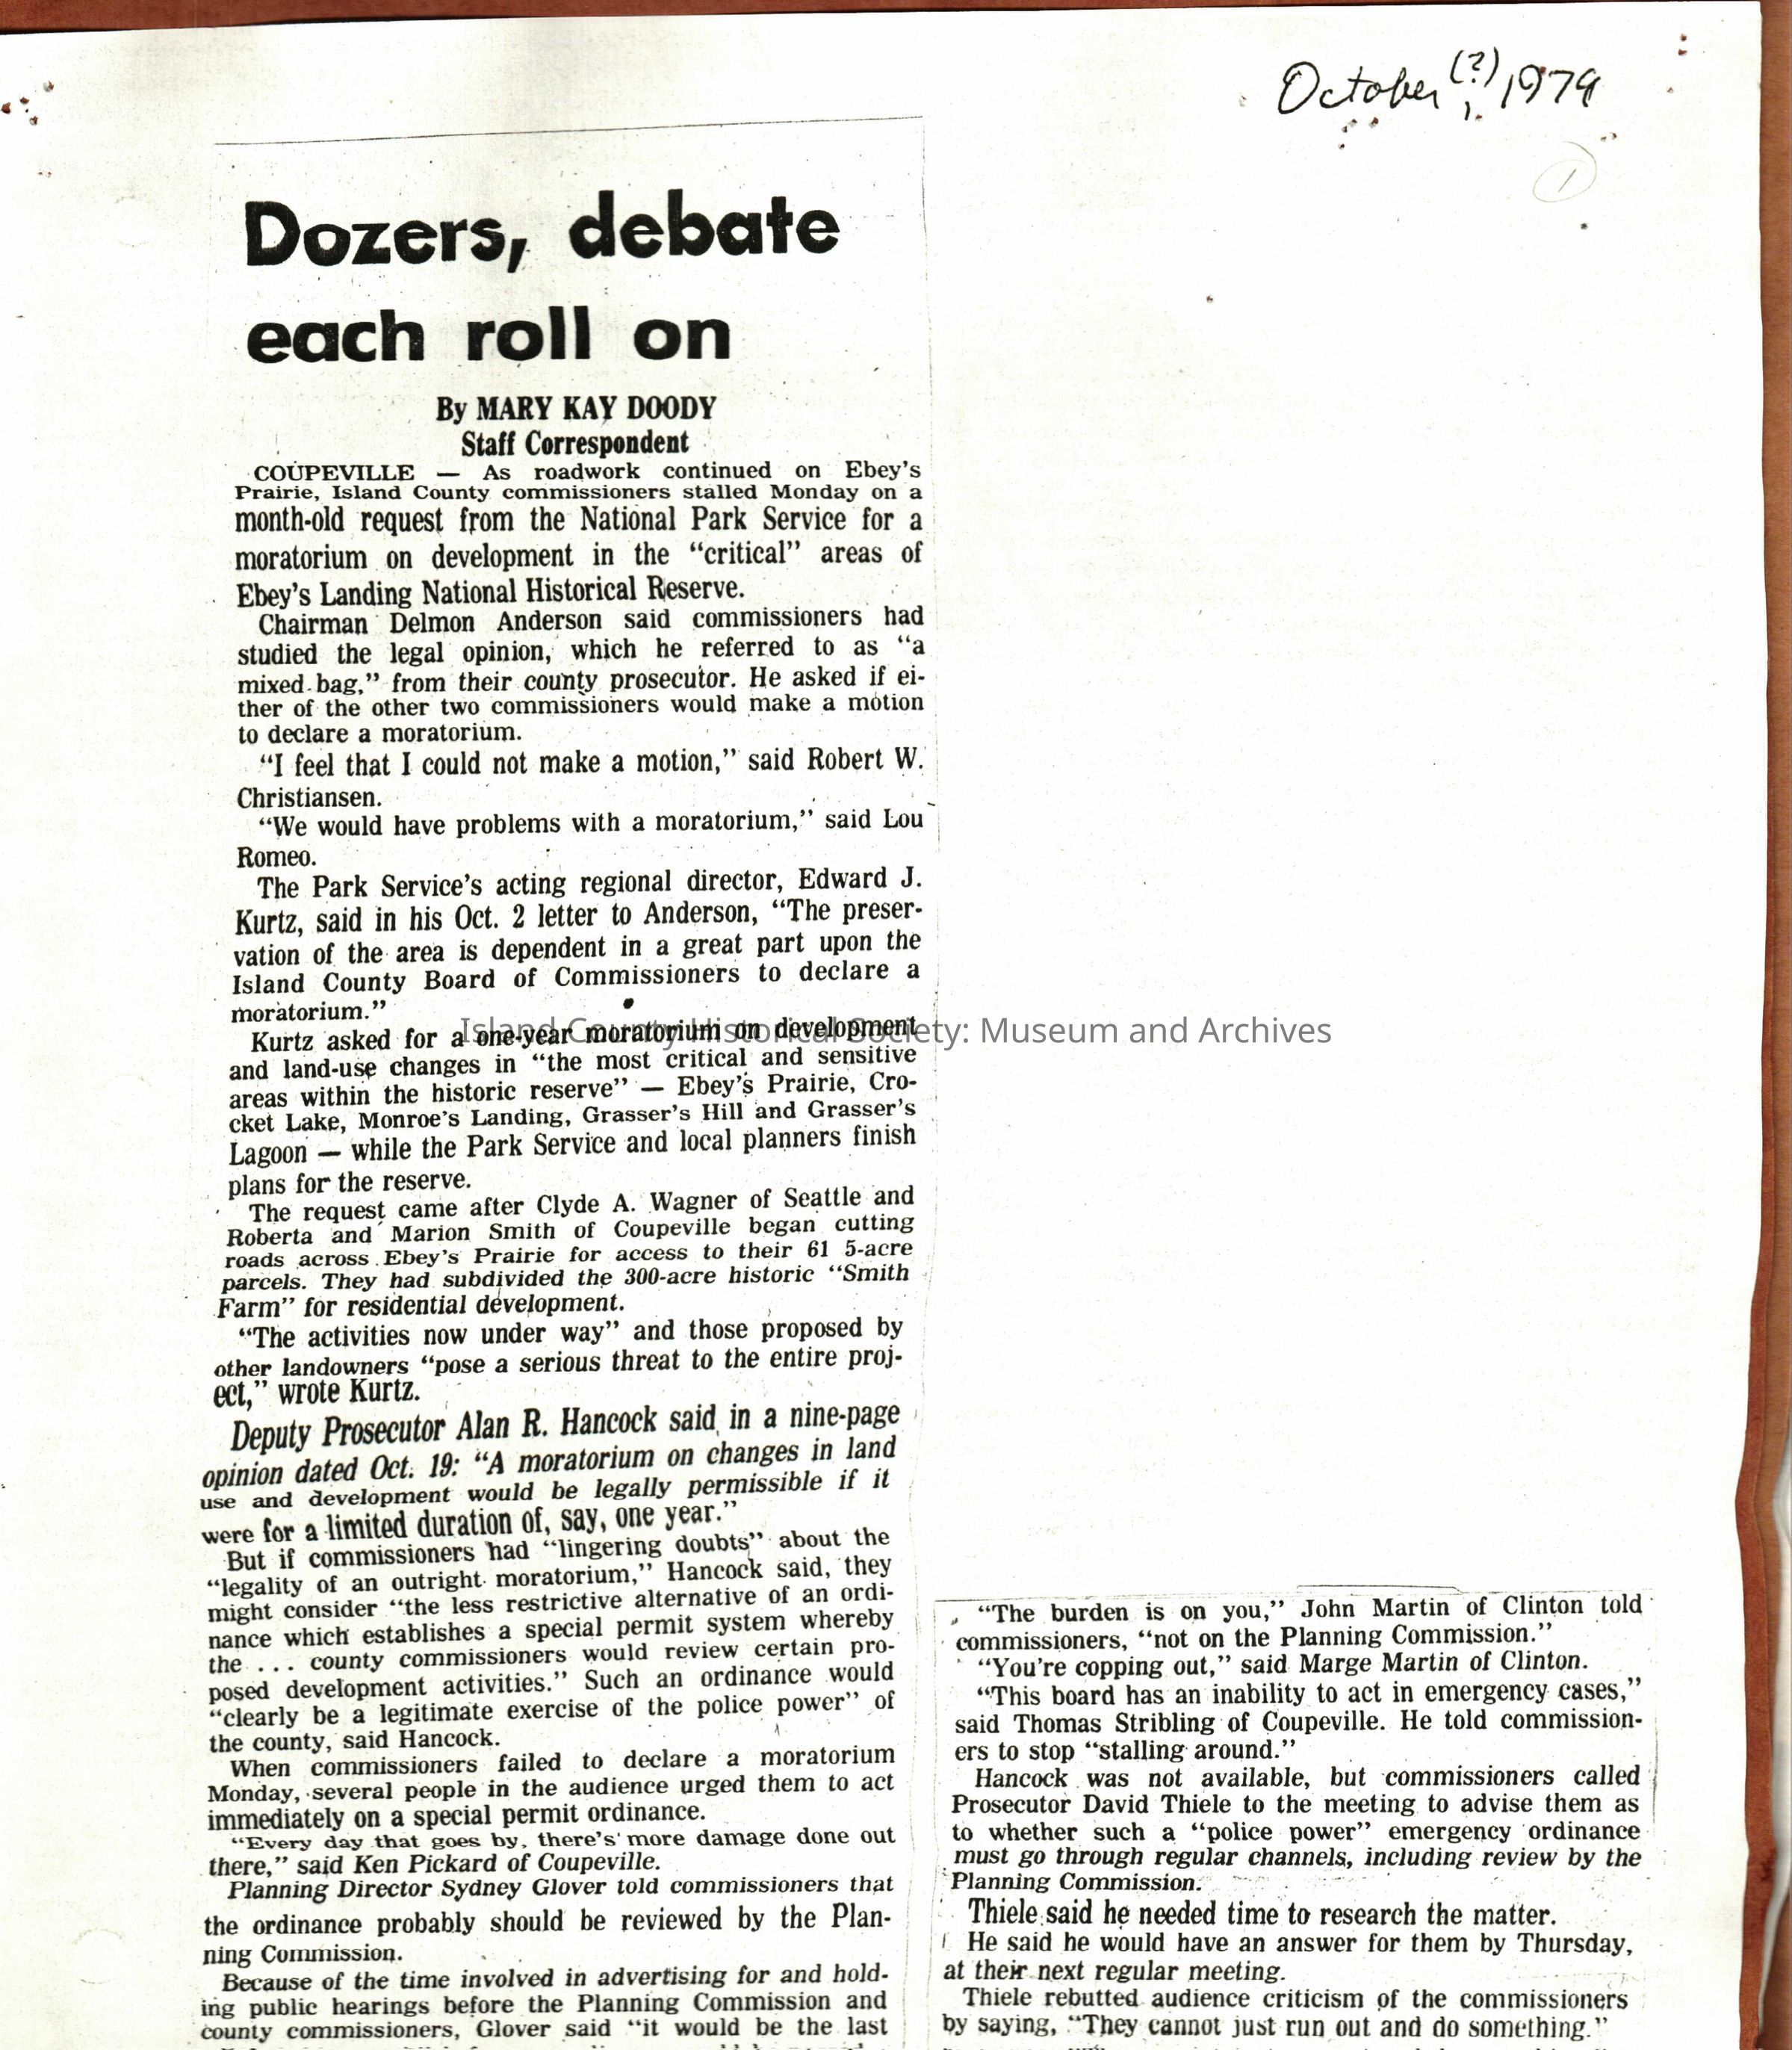 October (?), 1979
1
Dozers, debate
each roll on
By MARY KAY DOODY
Staff Correspondent
COUPEVILLE — As roadwork continued on Ebey's
Prairie, Island County commissioners stalled Monday on a
month-old request from the National Park Service for a
moratorium on development in the “critical” areas of
Ebey's Landing National Historical Reserve.
Chairman Delmon Anderson said commissioners had
studied the legal opinion, which he referred to as “a
mixed bag,” from their county prosecutor. He asked if ei-
ther of the other two commissioners would make a motion
to declare a moratorium.
“I feel that I could not make a motion,” said Robert W.
Christiansen.
“We would have problems with a moratorium,” said Lou
Romeo.
The Park Service's acting regional director, Edward J.
Kurtz, said in his Oct. 2 letter to Anderson, “The preser-
vation of the area is dependent in a great part upon the
Island County Board of Commissioners to declare a
moratorium.”
Island County Historical Society: Museum and Archives
Kurtz asked for a one-year moratorium on development
and land-use changes in “the most critical and sensitive
areas within the historic reserve” — Ebey's Prairie, Cro-
cket Lake, Monroe's Landing, Grasser's Hill and Grasser's
Lagoon — while the Park Service and local planners finish
plans for the reserve.
The request came after Clyde A. Wagner of Seattle and
Roberta and Marion Smith of Coupeville began cutting
roads across Ebey's Prairie for access to their 61 5-acre
parcels. They had subdivided the 300-acre historic “Smith
Farm” for residential development.
“The activities now under way” and those proposed by
other landowners “pose a serious threat to the entire proj-
ect,” wrote Kurtz.
Deputy Prosecutor Alan R. Hancock said in a nine-page
opinion dated Oct. 19: “A moratorium on changes in land
use and development would be legally permissible if it
were for a limited duration of, say, one year.”
But if commissioners had “lingering doubts” about the
“legality of an outright moratorium,” Hancock said, they
might consider “the less restrictive alternative of an ordi-
nance which establishes a special permit system whereby
the . . . county commissioners would review certain pro-
posed development activities.” Such an ordinance would
“clearly be a legitimate exercise of the police power” of
the county, said Hancock.
When commissioners failed to declare a moratorium
Monday, several people in the audience urged them to act
immediately on a special permit ordinance.
“Every day that goes by, there's more damage done out
there,” said Ken Pickard of Coupeville.
Planning Director Sydney Glover told commissioners that
the ordinance probably should be reviewed by the Plan-
ning Commission.
Because of the time involved in advertising for and hold-
ing public hearings before the Planning Commission and
county commissioners, Glover said “it would be the last
“The burden is on you,” John Martin of Clinton told
commissioners, “not on the Planning Commission.”
“You're copping out,” said Marge Martin of Clinton.
“This board has an inability to act in emergency cases,”
said Thomas Stribling of Coupeville. He told commission-
ers to stop “stalling around.”
Hancock was not available, but commissioners called
Prosecutor David Thiele to the meeting to advise them as
to whether such a “police power” emergency ordinance
must go through regular channels, including review by the
Planning Commission.
Thiele said he needed time to research the matter.
He said he would have an answer for them by Thursday,
at their next regular meeting.
Thiele rebutted audience criticism of the commissioners
by saying, “They cannot just run out and do something.”